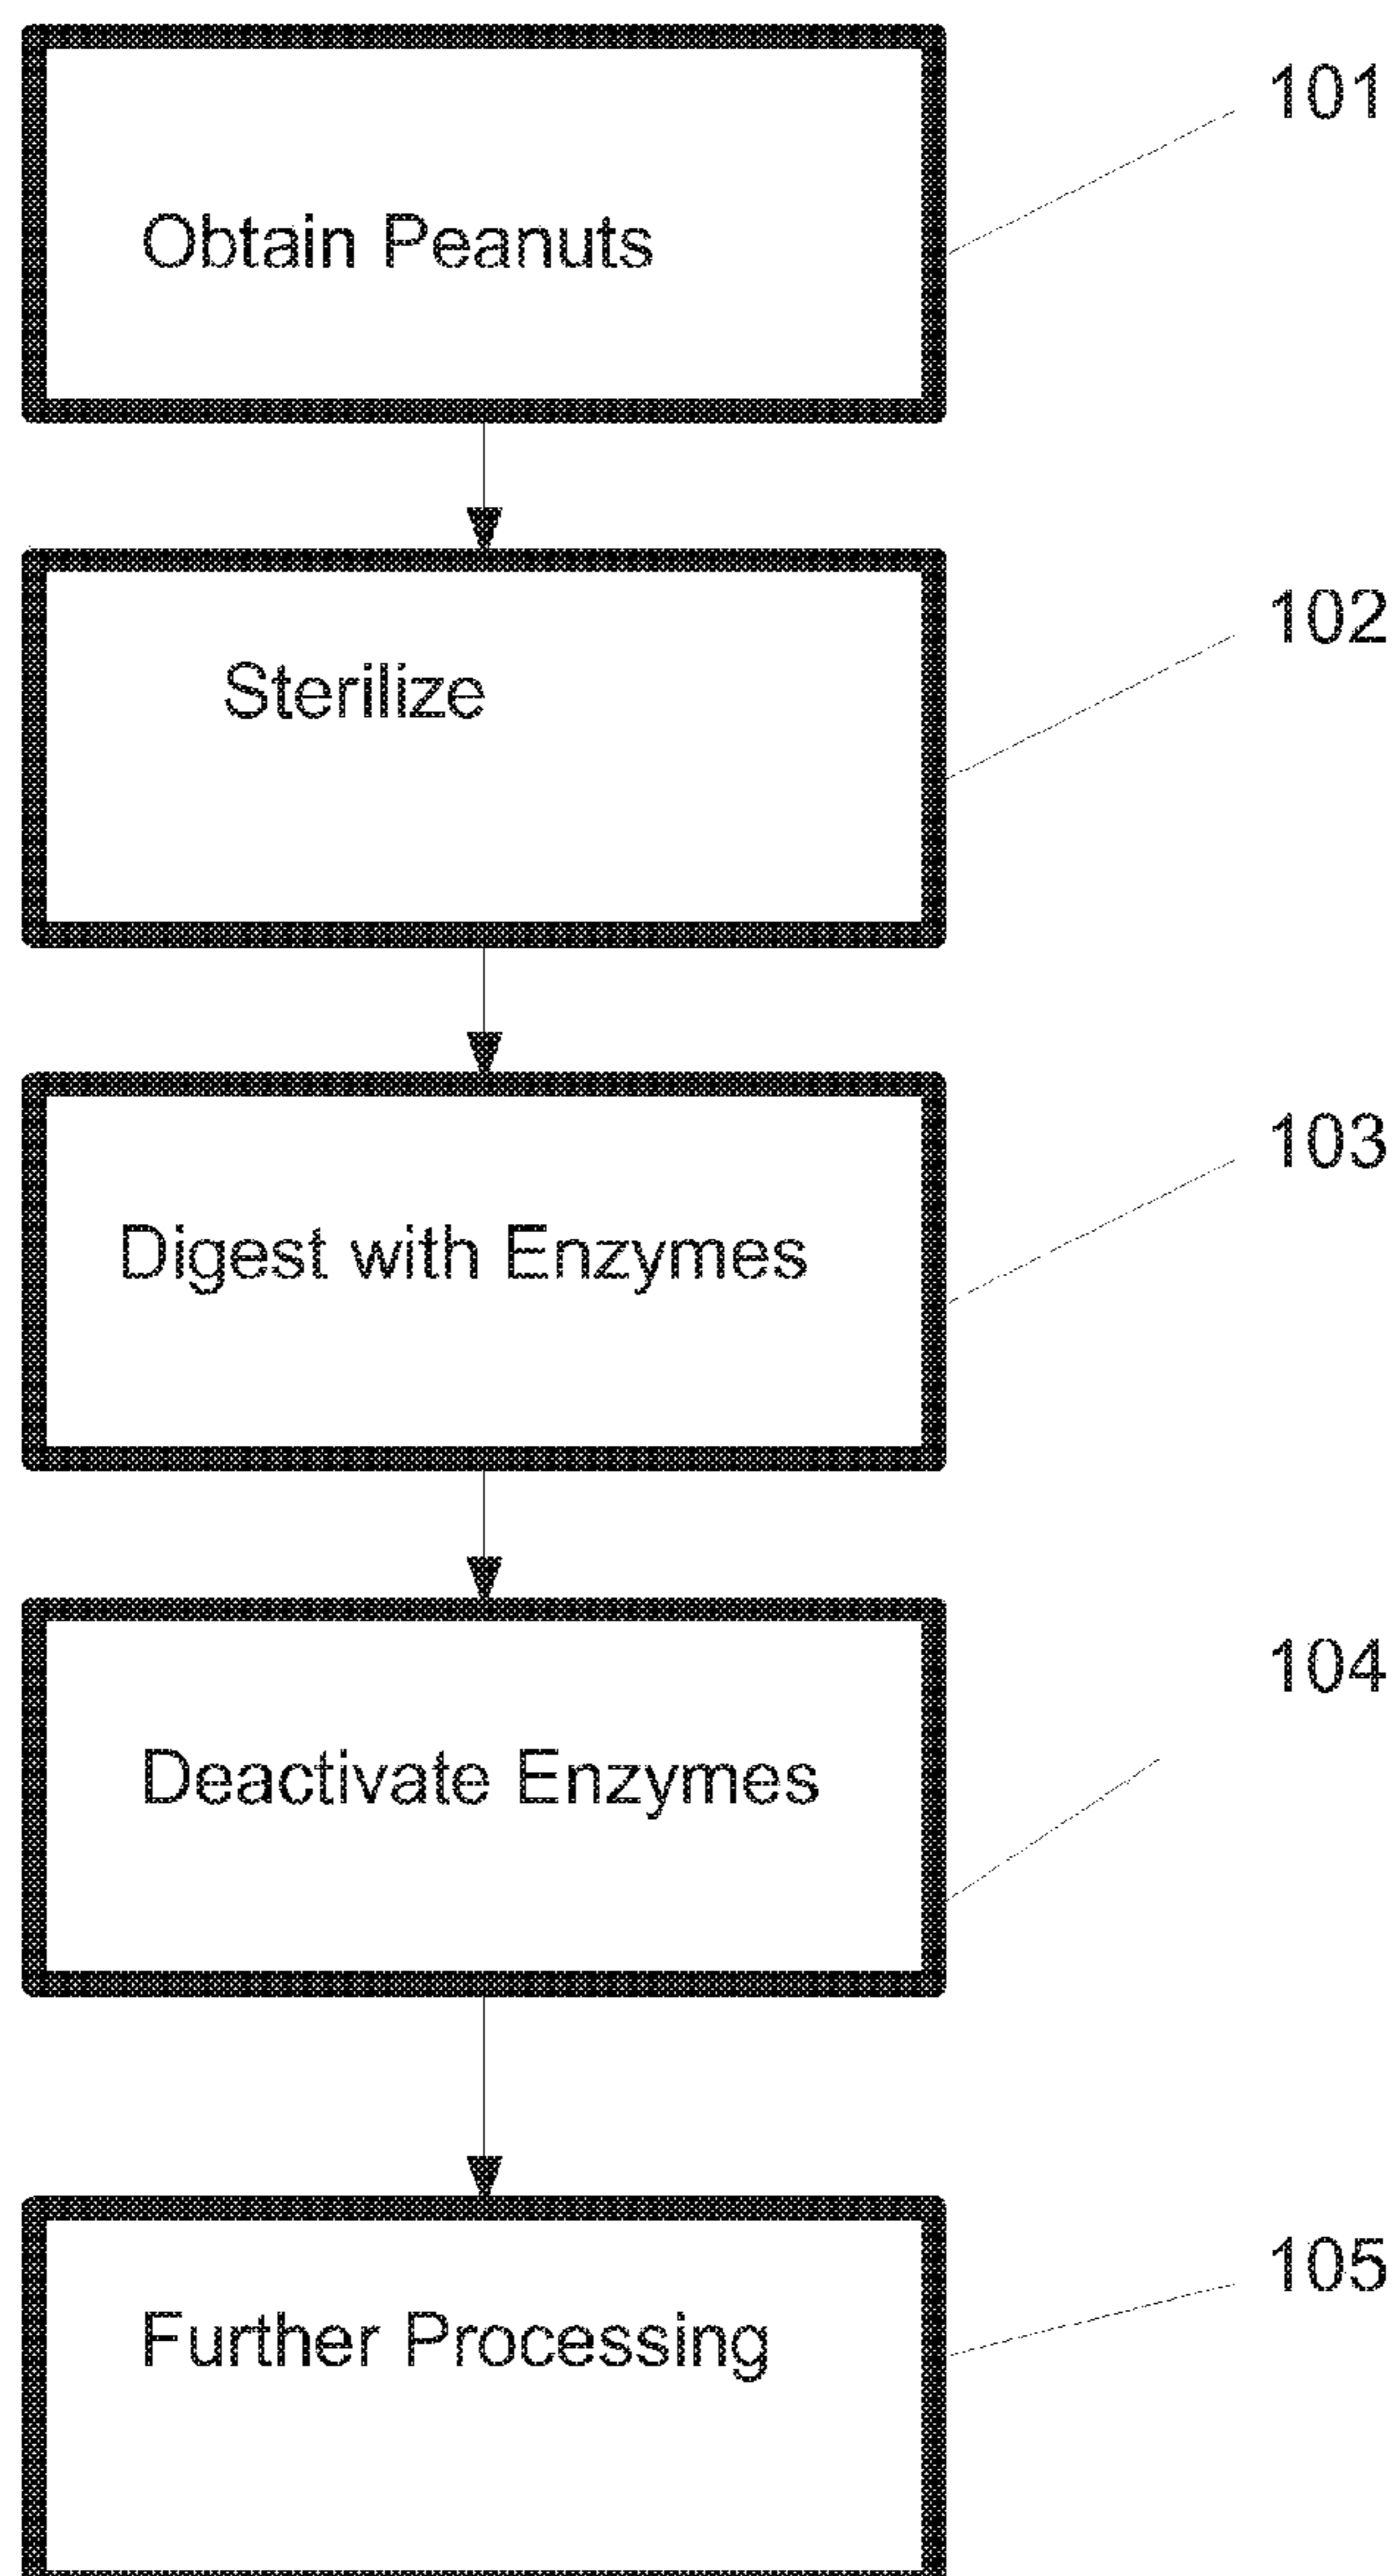 101
Obtain Peanuts
102
Sterilize
103
Digest with Enzymes
104
Deactivate Enzymes
105
Further Processing